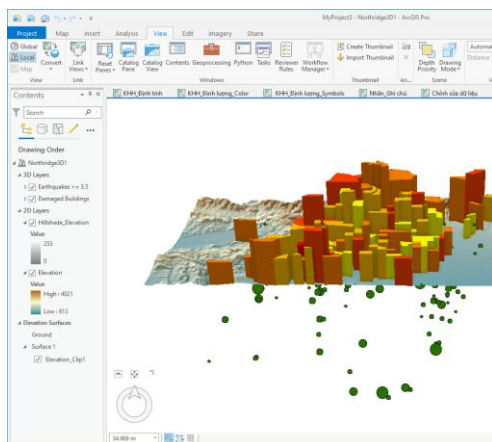 MyProject3 - Northridge3D1 - ArcGIS Pro
Project Map Insert Analysis View Edit Imagery Share
Global
Local
Map
Convert
Link Views
Reset Panes
Catalog Pane
Catalog View
Contents
Geoprocessing
Python
Tasks
Reviewer Rules
Workflow Manager
Create Thumbnail
Import Thumbnail
Depth Priority
Drawing Mode
Automa
Distance
View Link Windows Thumbnail An... Scene
Contents
KHH_Định tính KHH_Định lượng_Color KHH_Định lượng_Symbols Nhãn_Ghi chú Chỉnh sửa dữ liệu
Search
Drawing Order
Northridge3D1
3D Layers
Earthquakes >= 3.5
Damaged Buildings
2D Layers
Hillshade_Elevation
Value
255
0
Elevation
Value
High : 4021
Low : 613
Elevation Surfaces
Ground
Surface 1
Elevation_Clip1